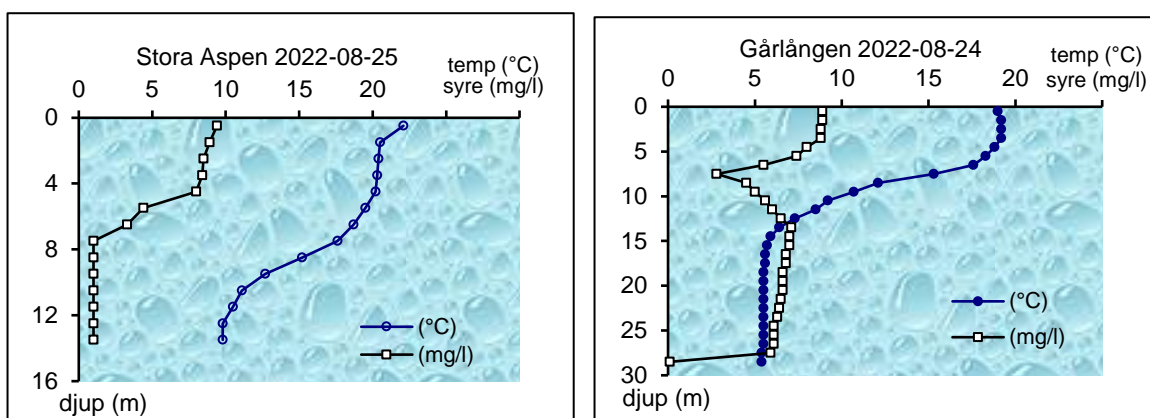 Stora Aspen 2022-08-25
temp (°C)
syre (mg/l)
0 5 10 15 20
0
4
8
12
16
(°C)
(mg/l)
djup (m)
Gårlången 2022-08-24
temp (°C)
syre (mg/l)
0 5 10 15 20
0
5
10
15
20
25
30
(°C)
(mg/l)
djup (m)